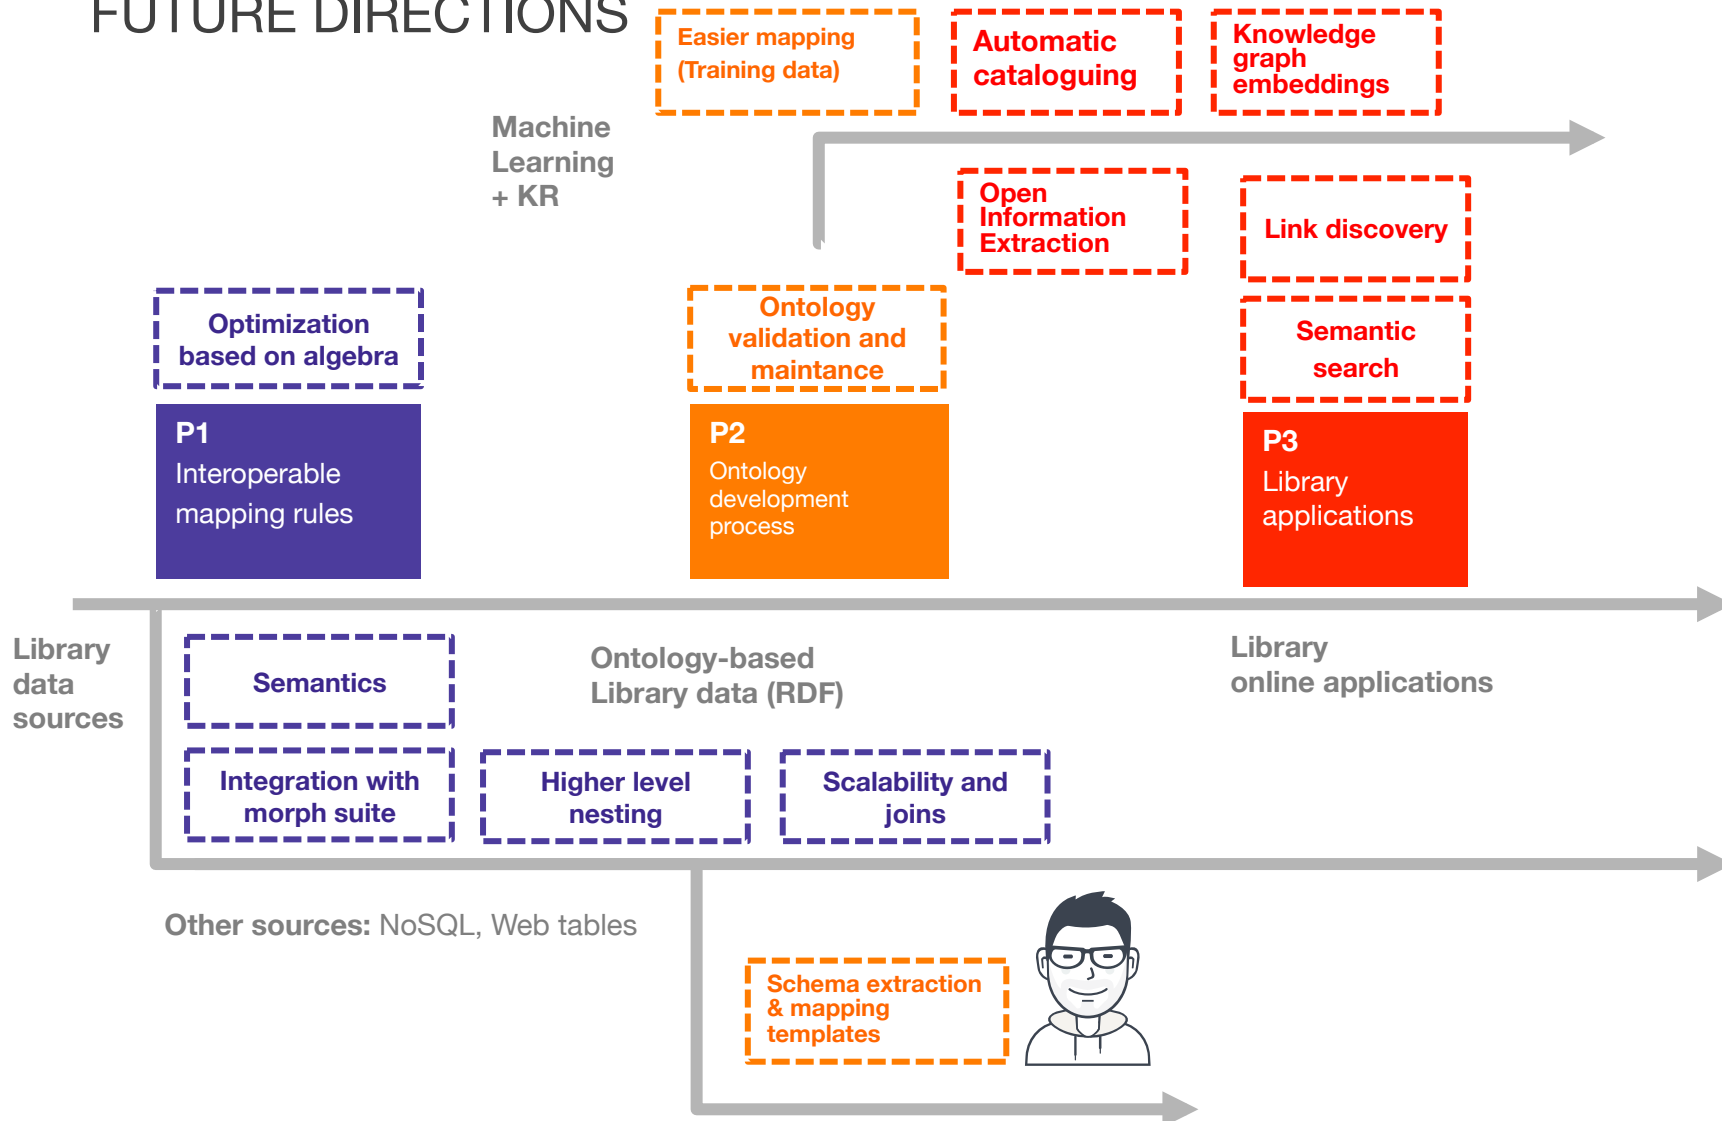 FUTURE DIRECTIONS
Easier mapping
(Training data)
Automatic
cataloguing
Knowledge
graph
embeddings
Machine
Learning
+ KR
Open
Information
Extraction
Link discovery
Optimization
based on algebra
Ontology
validation and
maintance
Semantic
search
P1
Interoperable
mapping rules
P2
Ontology
development
process
P3
Library
applications
Library
data
sources
Semantics
Ontology-based
Library data (RDF)
Library
online applications
Integration with
morph suite
Higher level
nesting
Scalability and
joins
Other sources: NoSQL, Web tables
Schema extraction
& mapping
templates